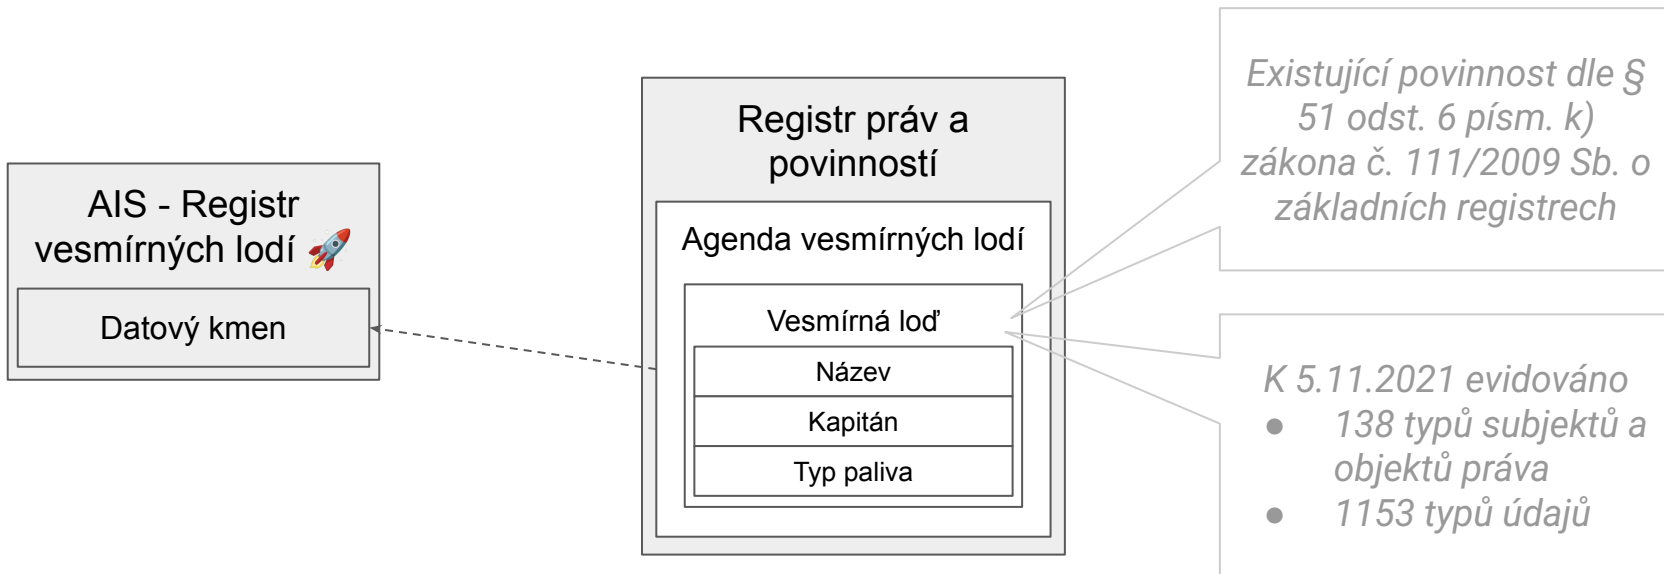 AIS - Registr
vesmírných lodí 🚀
Datový kmen
Registr práv a
povinností
Agenda vesmírných lodí
Vesmírná loď
Název
Kapitán
Typ paliva
Existující povinnost dle §
51 odst. 6 písm. k)
zákona č. 111/2009 Sb. o
základních registrech
K 5.11.2021 evidováno
● 138 typů subjektů a
objektů práva
● 1153 typů údajů